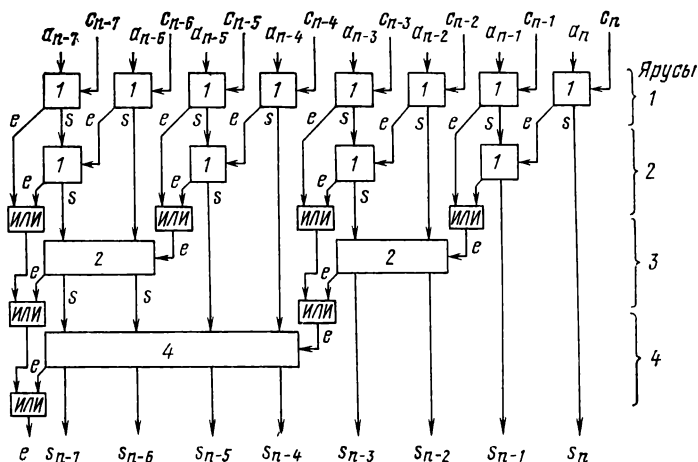 c_{n-7} c_{n-6} c_{n-5} c_{n-4} c_{n-3} c_{n-2} c_{n-1} c_n
a_{n-7} a_{n-6} a_{n-5} a_{n-4} a_{n-3} a_{n-2} a_{n-1} a_n
Ярусы
1 1 1 1 1 1 1 1 1
e s e s e s e s e s e s e s s
1 1 1 1 2
e e e e
ИЛИ s ИЛИ s ИЛИ s ИЛИ s
2 e 2 e 3
e s s e
ИЛИ ИЛИ
e
4 4
e
ИЛИ
e s_{n-7} s_{n-6} s_{n-5} s_{n-4} s_{n-3} s_{n-2} s_{n-1} s_n